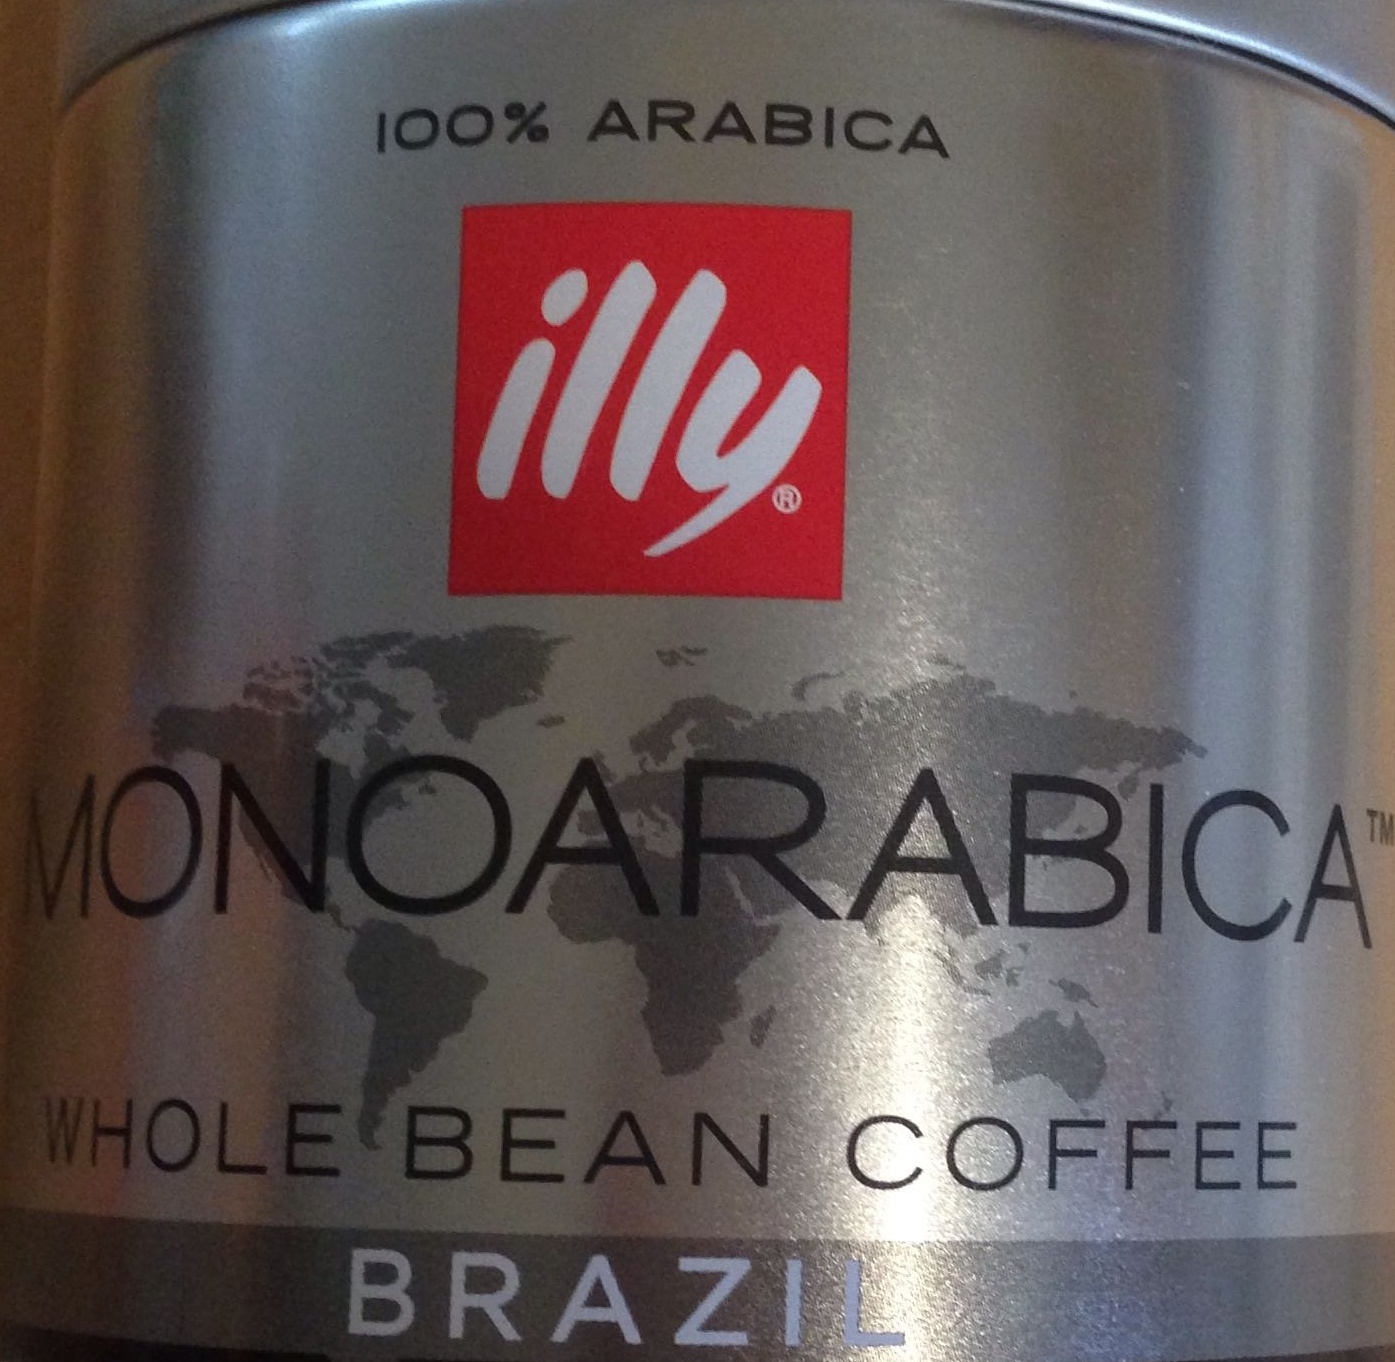 100% ARABICA
illy®
MONOARABICA™
WHOLE BEAN COFFEE
BRAZIL